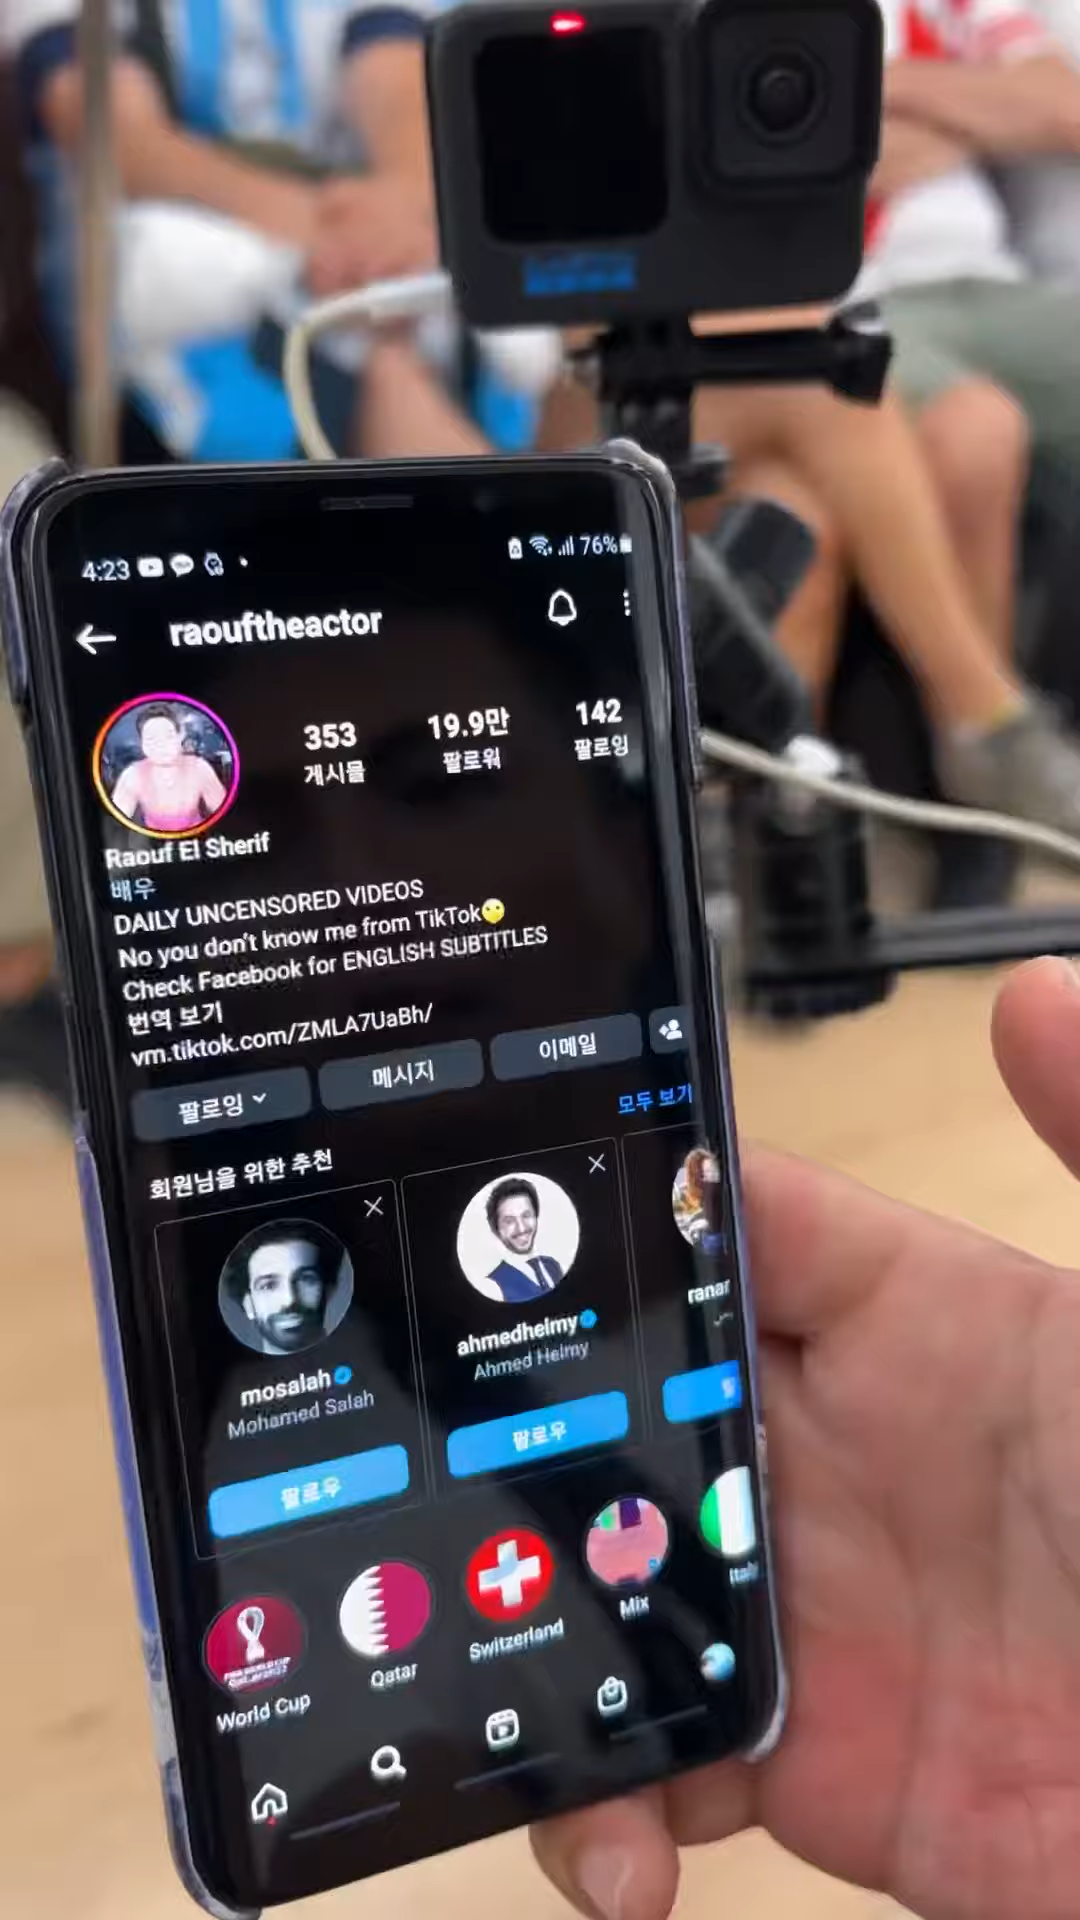 4:23
76%
raouftheactor
353
19.9만
142
게시물
팔로워
팔로잉
Raouf El Sherif
배우
DAILY UNCENSORED VIDEOS
No you don't know me from TikTok
Check Facebook for ENGLISH SUBTITLES
번역 보기
vm.tiktok.com/ZMLA7UaBh/
팔로잉
메시지
이메일
모두 보기
회원님을 위한 추천
mosalah
Mohamed Salah
팔로우
ahmedhelmy
Ahmed Helmy
팔로우
World Cup
Qatar
Switzerland
Mix
Italy